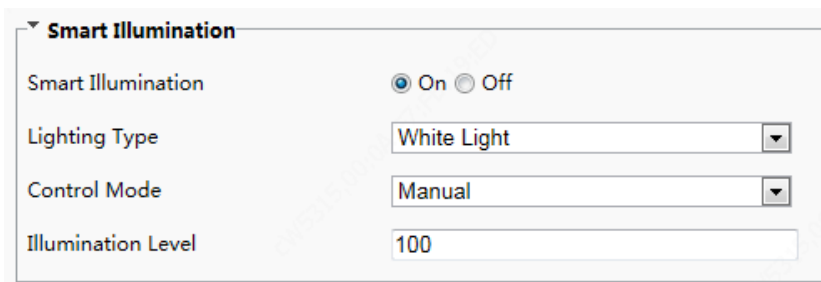 Smart Illumination
Smart Illumination On Off
Lighting Type White Light
Control Mode Manual
Illumination Level 100